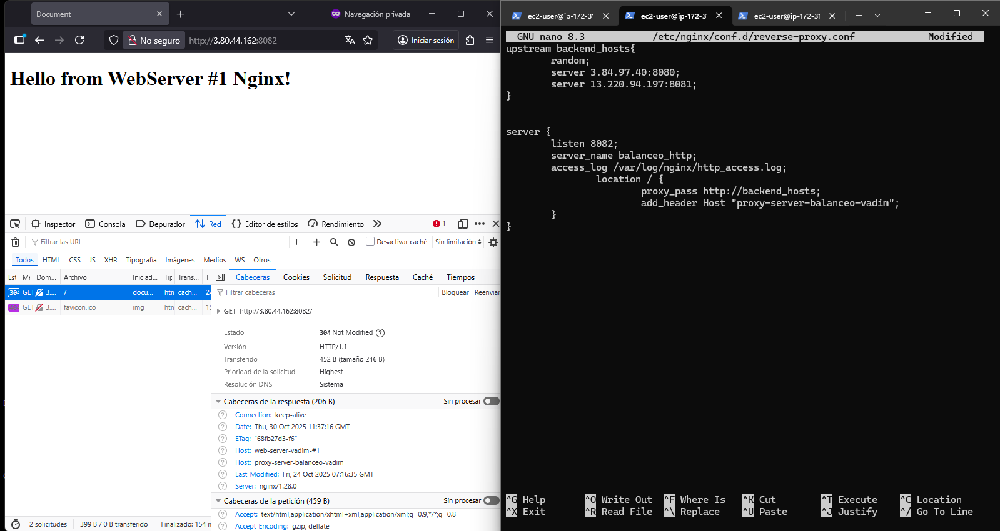 Document
Navegación privada
No seguro
http://3.80.44.162:8082
Iniciar sesión
Hello from WebServer #1 Nginx!
Inspector
Consola
Depurador
Red
Editor de estilos
Rendimiento
1
Filtrar las URL
Desactivar caché
Sin limitación
Todos
HTML
CSS
JS
XHR
Tipografía
Imágenes
Medios
WS
Otros
Est
Mé
Dom...
Archivo
Iniciad...
Tip
Trans...
T
304
GET
3....
/
docu...
htm
cach...
GET
3....
favicon.ico
img
htm
cach...
Cabeceras
Cookies
Solicitud
Respuesta
Caché
Tiempos
Filtrar cabeceras
Bloquear
Reenviar
GET http://3.80.44.162:8082/
Estado 304 Not Modified
Versión HTTP/1.1
Transferido 452 B (tamaño 246 B)
Prioridad de la solicitud Highest
Resolución DNS Sistema
Cabeceras de la respuesta (206 B) Sin procesar
Connection: keep-alive
Date: Thu, 30 Oct 2025 11:37:16 GMT
ETag: "68fb27d3-f6"
Host: web-server-vadim-#1
Host: proxy-server-balanceo-vadim
Last-Modified: Fri, 24 Oct 2025 07:16:35 GMT
Server: nginx/1.28.0
Cabeceras de la petición (459 B) Sin procesar
Accept: text/html,application/xhtml+xml,application/xml;q=0.9,*/*;q=0.8
Accept-Encoding: gzip, deflate
2 solicitudes
399 B / 0 B transferido
Finalizado: 154 m
ec2-user@ip-172-31
ec2-user@ip-172-3
ec2-user@ip-172-31
GNU nano 8.3 /etc/nginx/conf.d/reverse-proxy.conf Modified
upstream backend_hosts{
random;
server 3.84.97.40:8080;
server 13.220.94.197:8081;
}
server {
listen 8082;
server_name balanceo_http;
access_log /var/log/nginx/http_access.log;
location / {
proxy_pass http://backend_hosts;
add_header Host "proxy-server-balanceo-vadim";
}
}
^G Help ^O Write Out ^F Where Is ^K Cut ^T Execute ^C Location
^X Exit ^R Read File ^\ Replace ^U Paste ^J Justify ^/ Go To Line